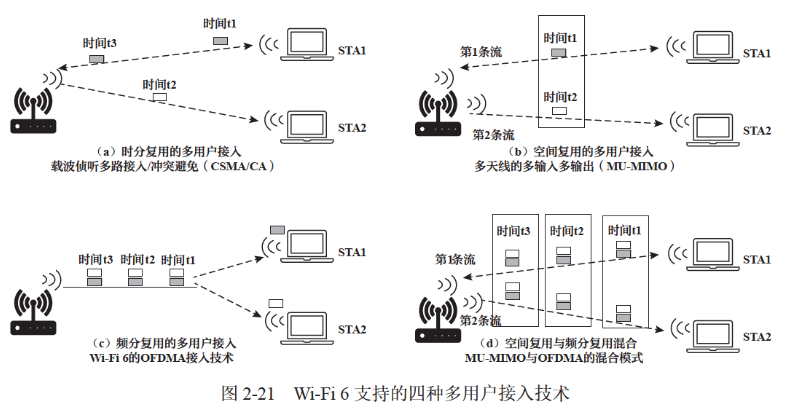 时间t1
时间t3
STA1
时间t2
STA2
（a）时分复用的多用户接入
载波侦听多路接入/冲突避免（CSMA/CA）
时间t1
第1条流
STA1
时间t2
第2条流
STA2
（b）空间复用的多用户接入
多天线的多输入多输出（MU-MIMO）
时间t3 时间t2 时间t1
STA1
STA2
（c）频分复用的多用户接入
Wi-Fi 6的OFDMA接入技术
时间t3 时间t2 时间t1
第1条流
STA1
第2条流
STA2
（d）空间复用与频分复用混合
MU-MIMO与OFDMA的混合模式
图 2-21 Wi-Fi 6 支持的四种多用户接入技术